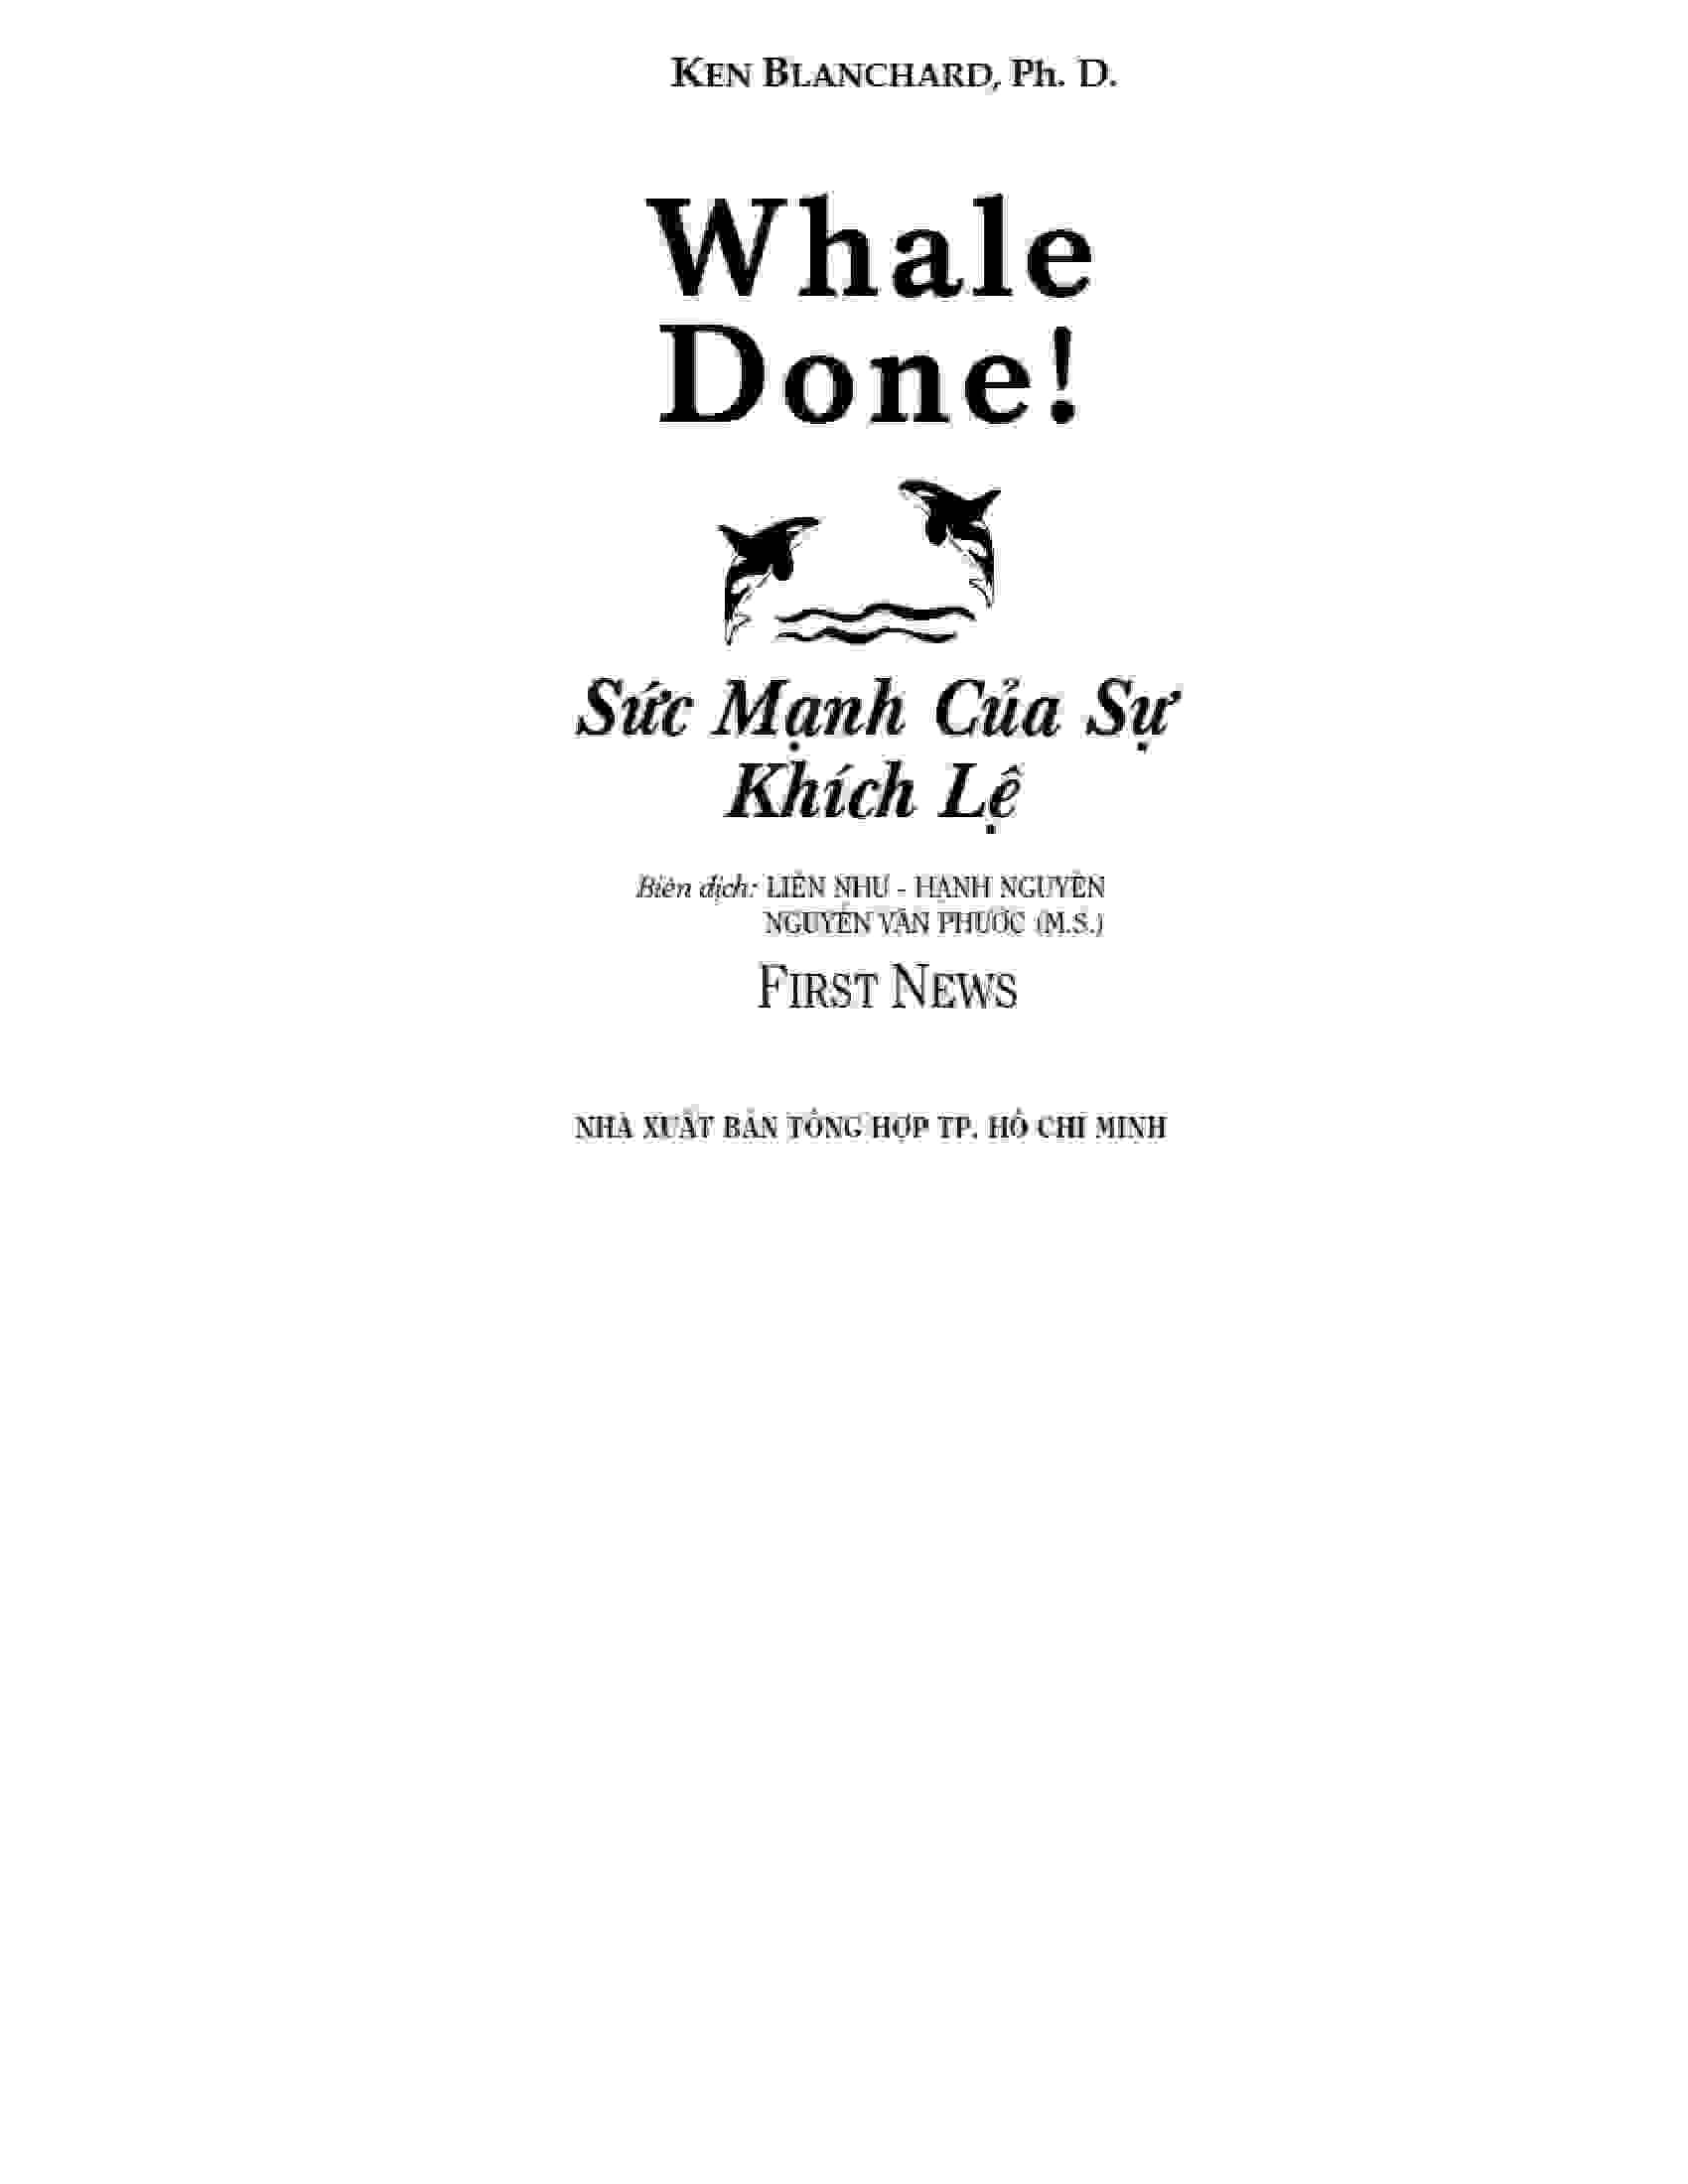 KEN BLANCHARD, Ph. D.
Whale
Done!
Sức Mạnh Của Sự
Khích Lệ
Biên dịch: LIÊN NHƯ - HẠNH NGUYÊN
NGUYỄN VĂN PHƯỚC (M.S.)
FIRST NEWS
NHÀ XUẤT BẢN TỔNG HỢP TP. HỒ CHÍ MINH